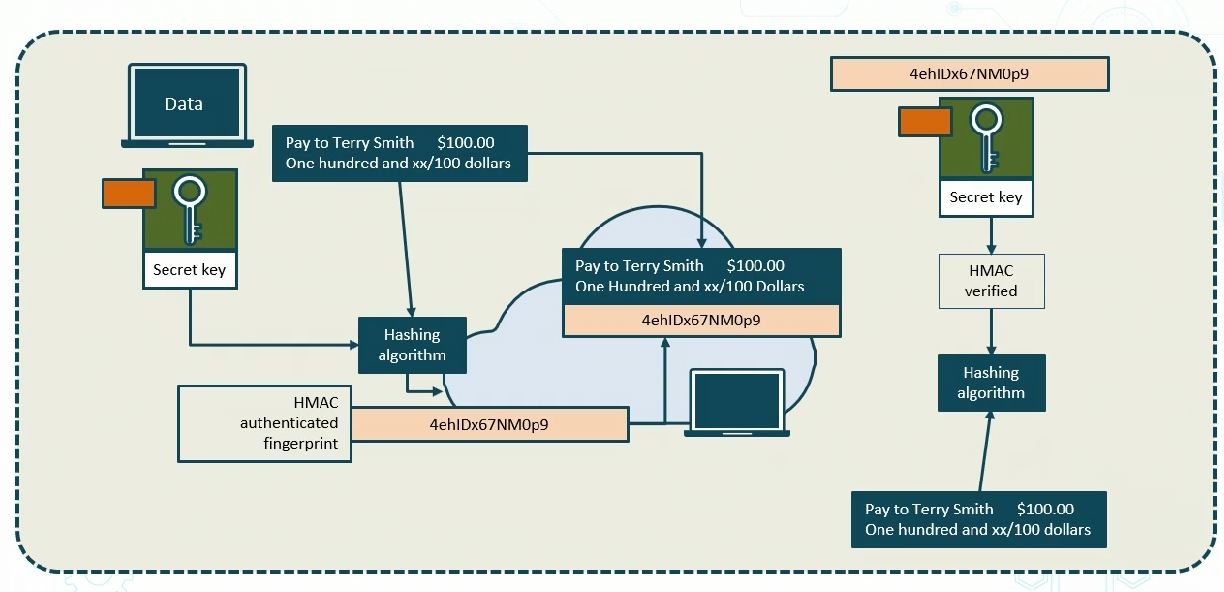 Data
Secret key
Pay to Terry Smith $100.00
One hundred and xx/100 dollars
Hashing
algorithm
HMAC
authenticated
fingerprint
4ehIDx67NM0p9
Pay to Terry Smith $100.00
One Hundred and xx/100 Dollars
4ehIDx67NM0p9
4ehIDx67NM0p9
Secret key
HMAC
verified
Hashing
algorithm
Pay to Terry Smith $100.00
One hundred and xx/100 dollars